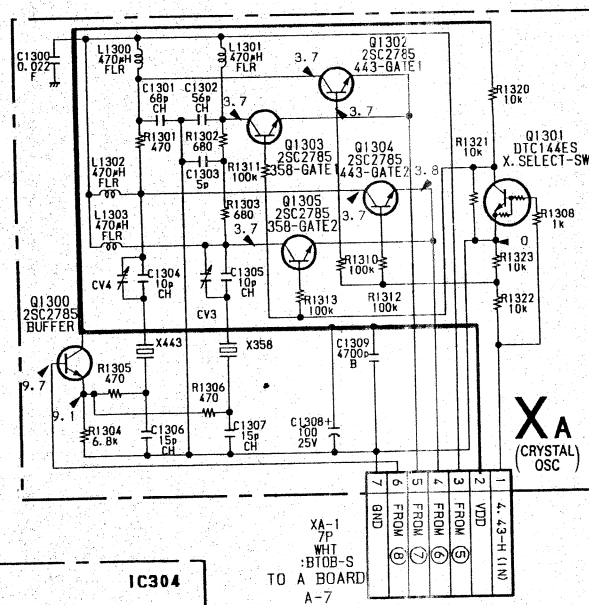 C1300
0.022
F
L1300
470µH
FLR
L1301
470µH
FLR
C1301
68p
CH
C1302
56p
CH
R1301
470
R1302
680
C1303
5p
3.7
Q1302
2SC2785
443-GATE1
3.7
3.7
R1311
100k
Q1303
2SC2785
358-GATE1
Q1304
2SC2785
443-GATE2
3.8
R1320
10k
R1321
10k
Q1301
DTC144ES
X.SELECT-SW
R1308
1k
L1302
470µH
FLR
L1303
470µH
FLR
R1303
680
3.7
Q1305
2SC2785
358-GATE2
3.7
0
R1323
10k
R1322
10k
CV4
C1304
10p
CH
CV3
C1305
10p
CH
R1310
100k
R1313
100k
R1312
100k
Q1300
2SC2785
BUFFER
X443
X358
C1309
4700p
B
9.7
9.1
R1305
470
R1306
470
R1304
6.8k
C1306
15p
CH
C1307
15p
CH
C1308+
100
25V
XA
(CRYSTAL
OSC)
7 GND
6 FROM 8
5 FROM 7
4 FROM 6
3 FROM 5
2 VDD
1 4.43-H(IN)
XA-1
7P
WHT
:BTOB-S
TO A BOARD
A-7
IC304